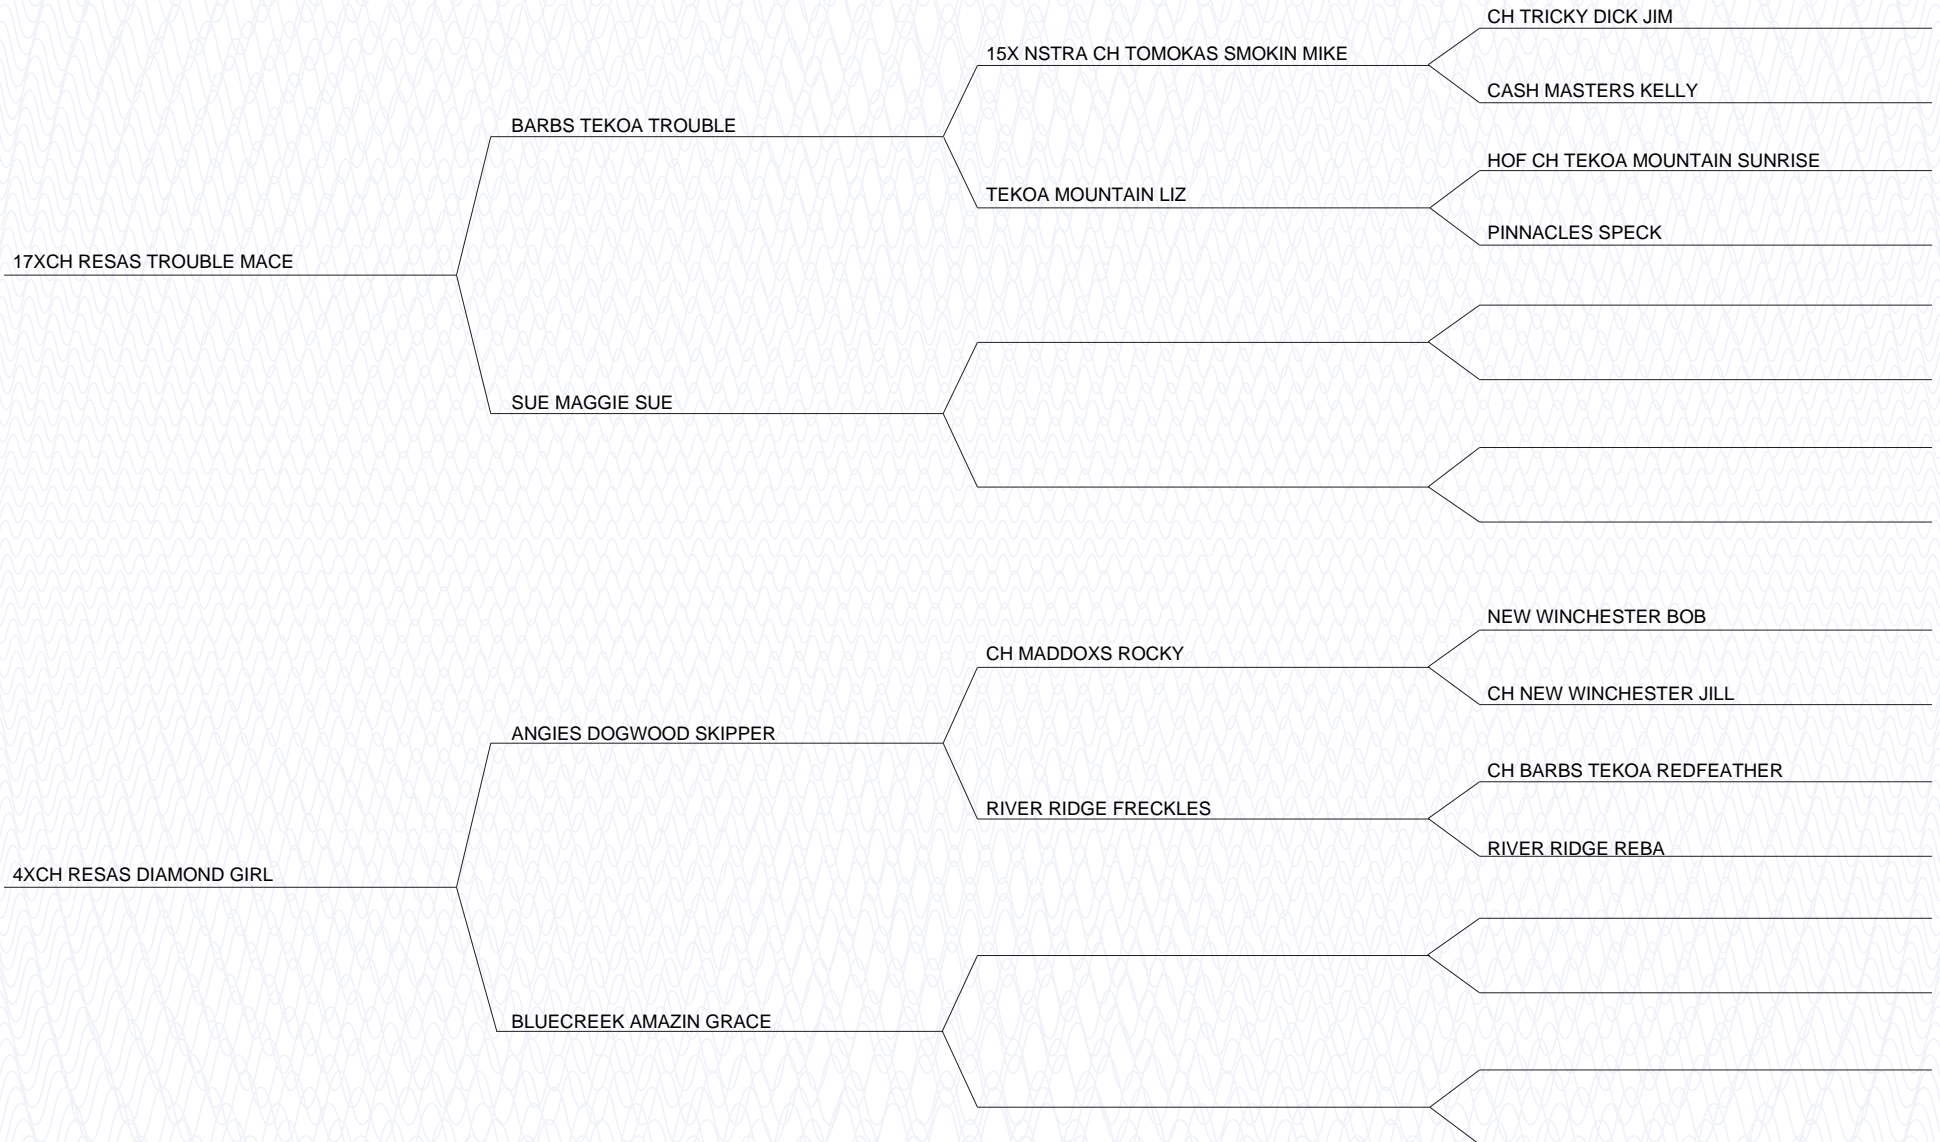 CH TRICKY DICK JIM
15X NSTRA CH TOMOKAS SMOKIN MIKE
CASH MASTERS KELLY
BARBS TEKOA TROUBLE
HOF CH TEKOA MOUNTAIN SUNRISE
TEKOA MOUNTAIN LIZ
PINNACLES SPECK
17XCH RESAS TROUBLE MACE
SUE MAGGIE SUE
NEW WINCHESTER BOB
CH MADDOXS ROCKY
CH NEW WINCHESTER JILL
ANGIES DOGWOOD SKIPPER
CH BARBS TEKOA REDFEATHER
RIVER RIDGE FRECKLES
RIVER RIDGE REBA
4XCH RESAS DIAMOND GIRL
BLUECREEK AMAZIN GRACE